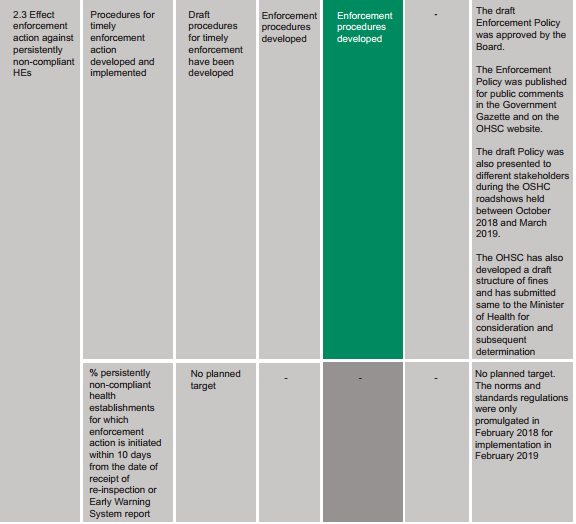 2.3 Effect
enforcement
action against
persistently
non-compliant
HEs
Procedures for
timely
enforcement
action
developed and
implemented
Draft
procedures
for timely
enforcement
have been
developed
Enforcement
procedures
developed
Enforcement
procedures
developed
-
The draft
Enforcement Policy
was approved by the
Board.
The Enforcement
Policy was published
for public comments
in the Government
Gazette and on the
OHSC website.
The draft Policy was
also presented to
different stakeholders
during the OSHC
roadshows held
between October
2018 and March
2019.
The OHSC has also
developed a draft
structure of fines
and has submitted
same to the Minister
of Health for
consideration and
subsequent
determination
% persistently
non-compliant
health
establishments
for which
enforcement
action is initiated
within 10 days
from the date of
receipt of
re-inspection or
Early Warning
System report
No planned
target
-
-
-
No planned target.
The norms and
standards regulations
were only
promulgated in
February 2018 for
implementation in
February 2019